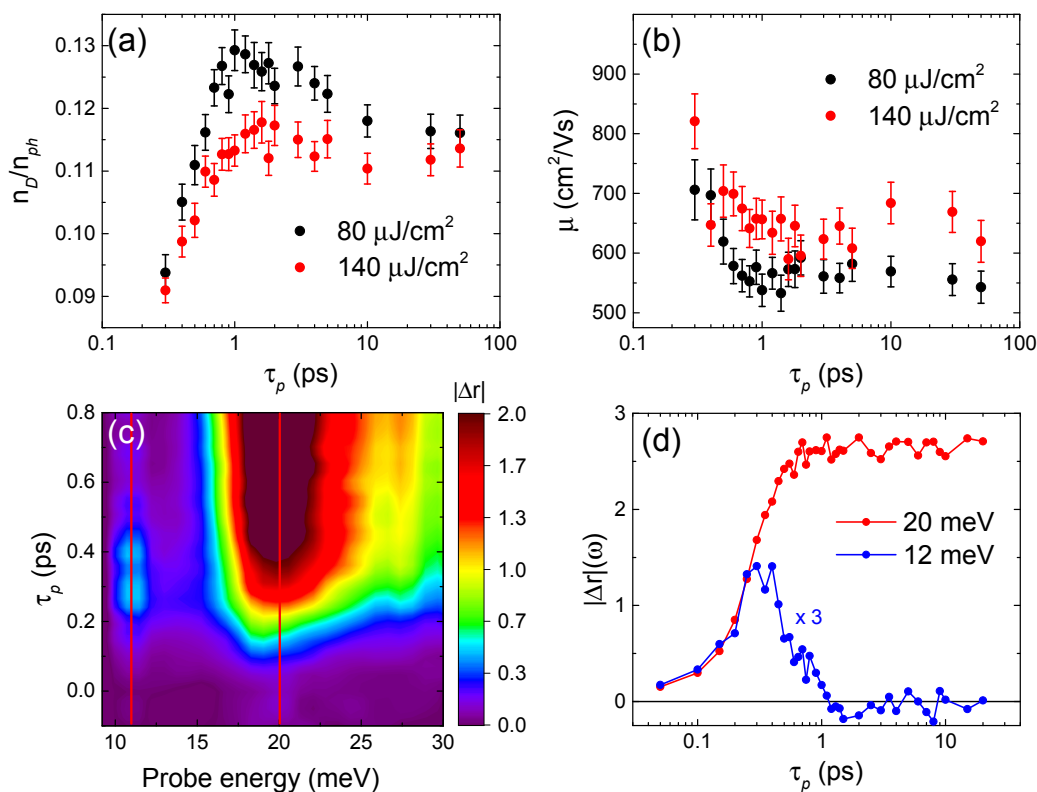 (a)
0.13
0.12
0.11
0.10
0.09
n_D/n_ph
80 μJ/cm²
140 μJ/cm²
0.1 1 10 100
τ_p (ps)
(b)
900
800
700
600
500
μ (cm²/Vs)
80 μJ/cm²
140 μJ/cm²
0.1 1 10 100
τ_p (ps)
(c)
0.8
0.6
0.4
0.2
0.0
τ_p (ps)
10 15 20 25 30
Probe energy (meV)
|Δr|
2.0
1.7
1.3
1.0
0.7
0.3
0.0
(d)
3
2
1
0
|Δr|(ω)
20 meV
12 meV
x 3
0.1 1 10
τ_p (ps)